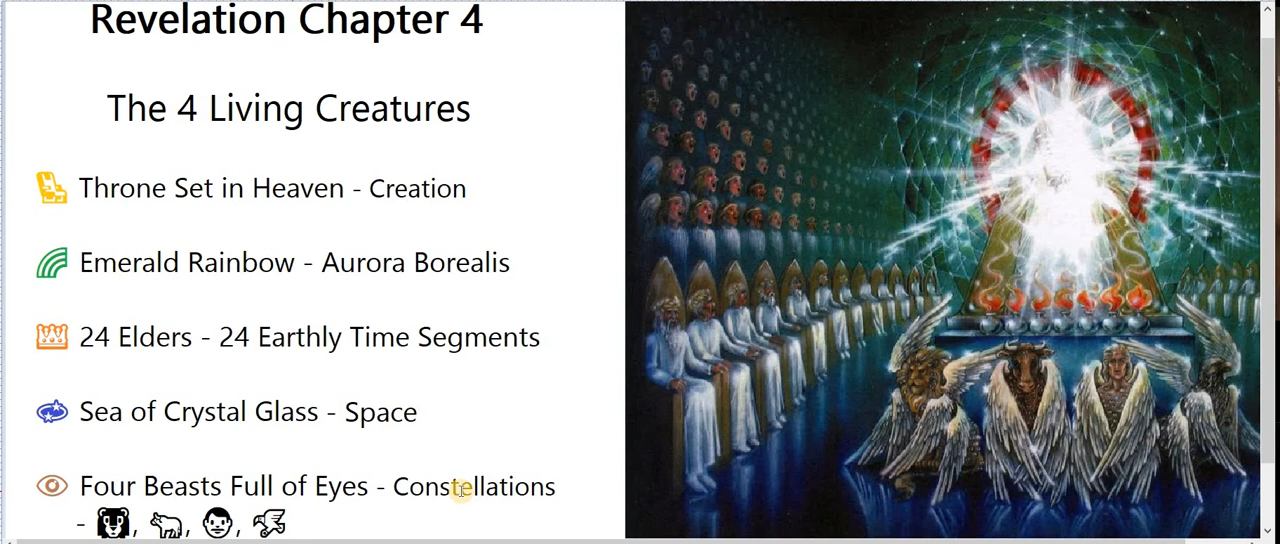 Revelation Chapter 4
The 4 Living Creatures
Throne Set in Heaven - Creation
Emerald Rainbow - Aurora Borealis
24 Elders - 24 Earthly Time Segments
Sea of Crystal Glass - Space
Four Beasts Full of Eyes - Constellations
- , , ,